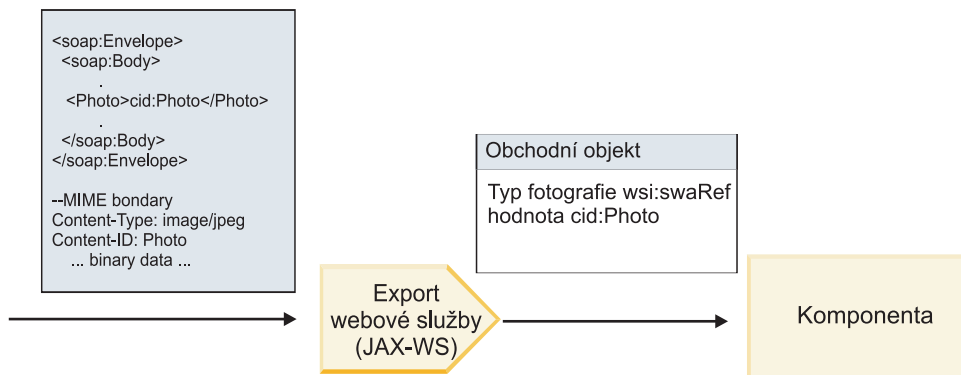 <soap:Envelope>
<soap:Body>
.
<Photo>cid:Photo</Photo>
.
</soap:Body>
</soap:Envelope>
--MIME bondary
Content-Type: image/jpeg
Content-ID: Photo
... binary data ...
Obchodní objekt
Typ fotografie wsi:swaRef
hodnota cid:Photo
Export
webové služby
(JAX-WS)
Komponenta